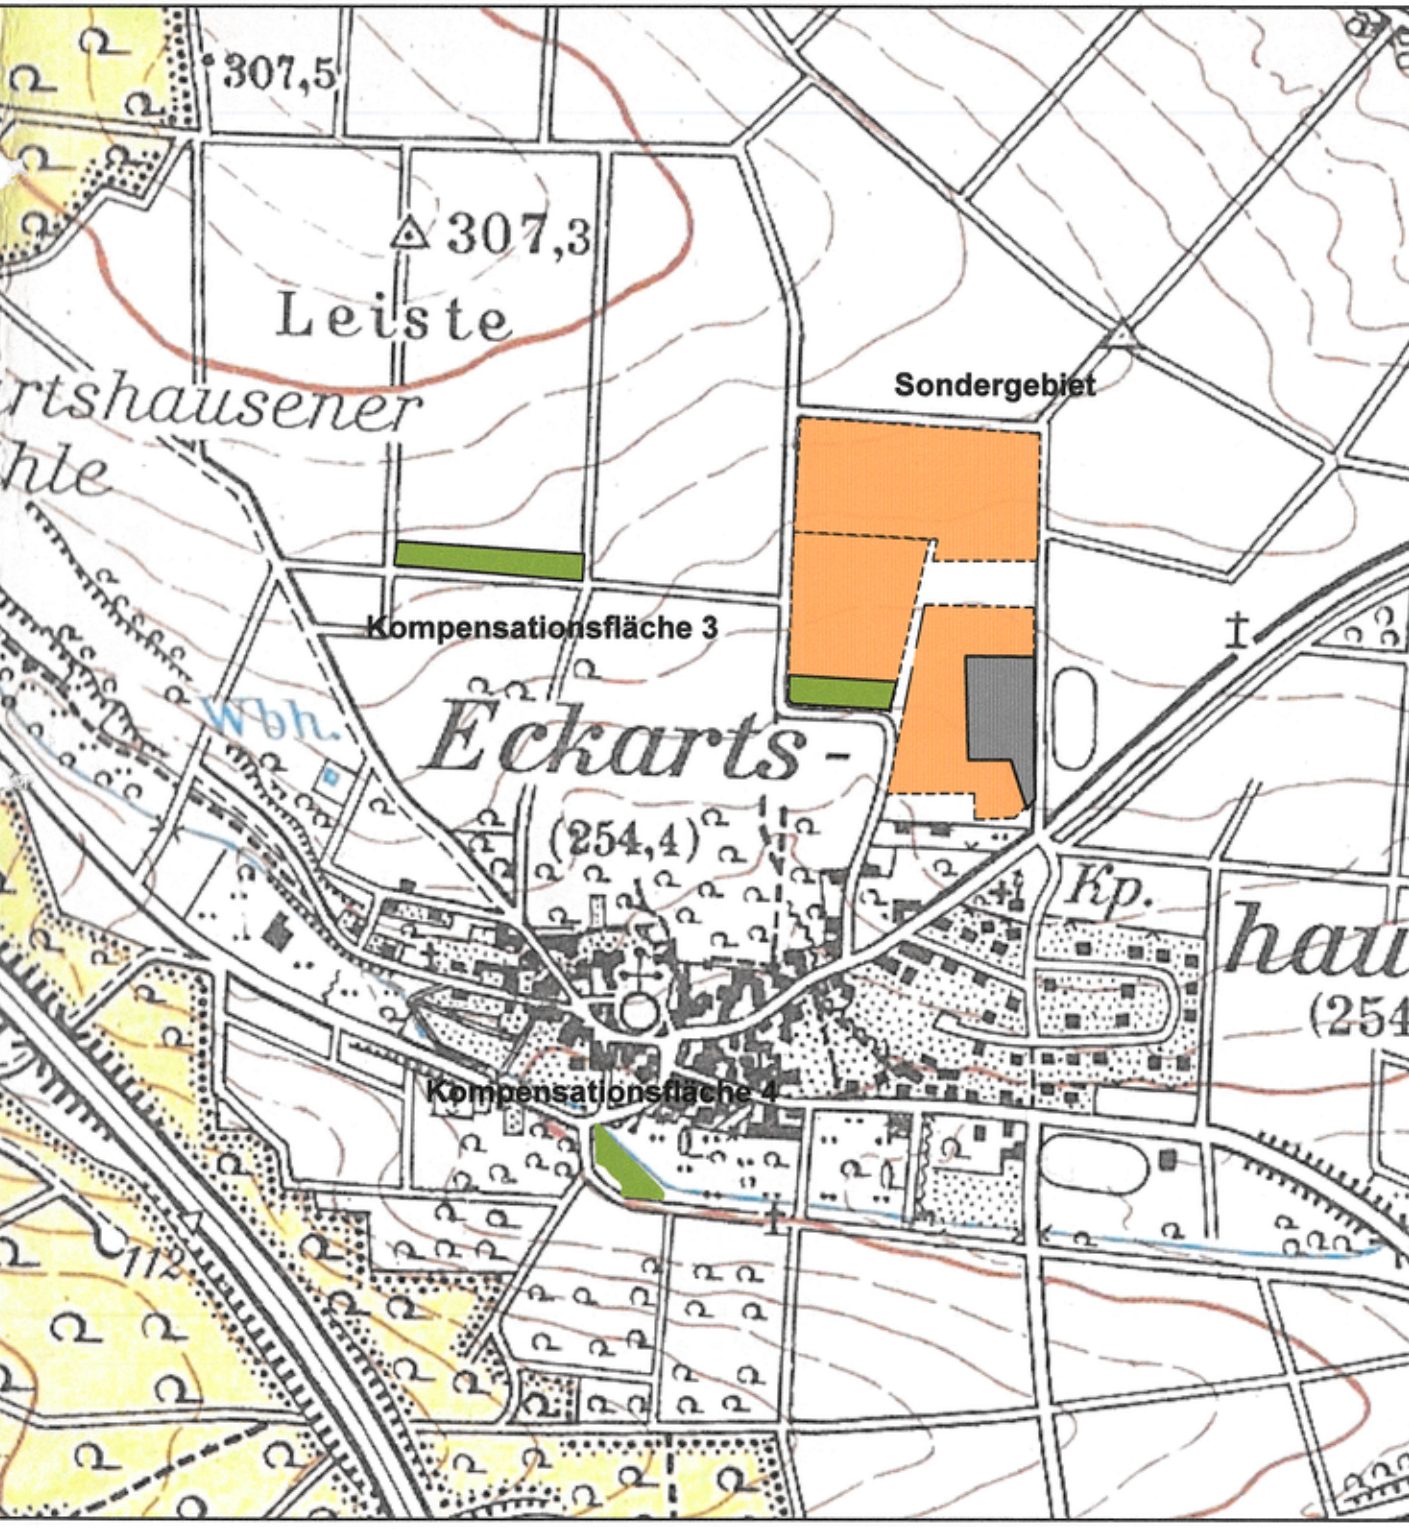 307,5
307,3
Leiste
Sondergebiet
rtshausener
hle
Kompensationsfläche 3
Wbh.
Eckarts-
(254,4)
Kp.
hau
(254
Kompensationsfläche 4
112